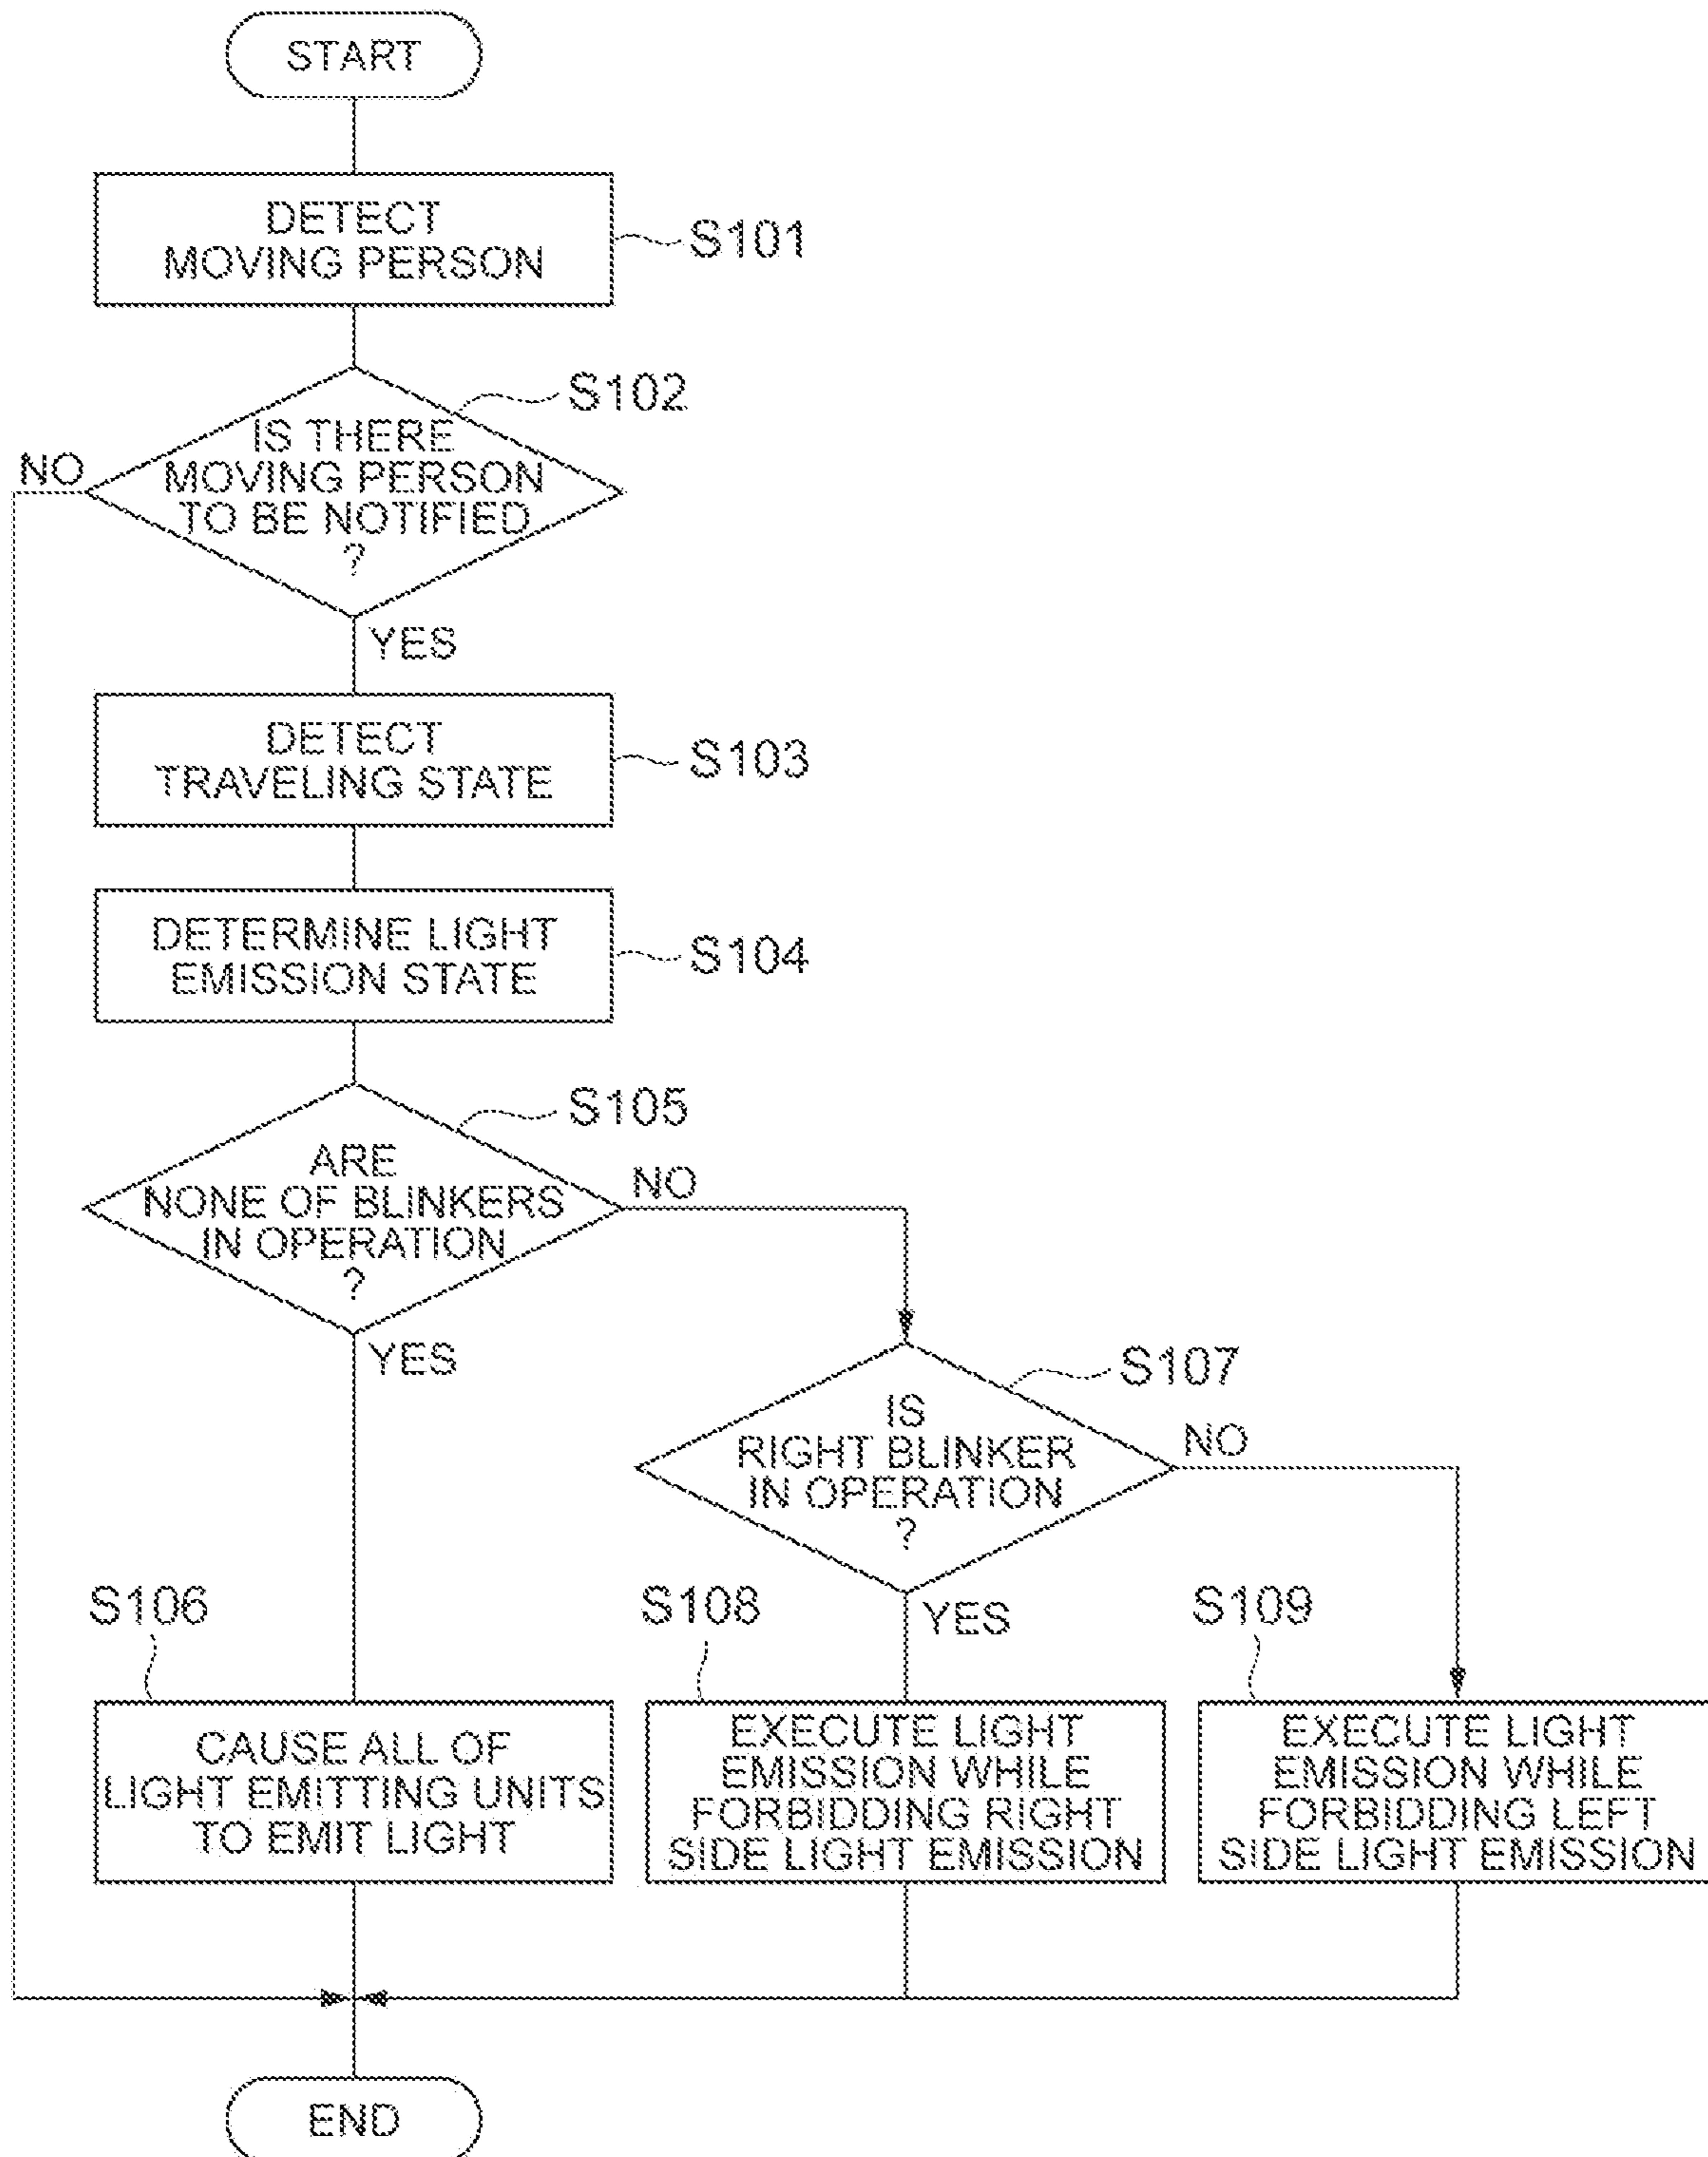 START
DETECT
MOVING PERSON
S101
S102
IS THERE
MOVING PERSON
TO BE NOTIFIED
?
NO
YES
DETECT
TRAVELING STATE
S103
DETERMINE LIGHT
EMISSION STATE
S104
S105
ARE
NONE OF BLINKERS
IN OPERATION
?
NO
YES
S107
IS
RIGHT BLINKER
IN OPERATION
?
NO
YES
S106
CAUSE ALL OF
LIGHT EMITTING UNITS
TO EMIT LIGHT
S108
EXECUTE LIGHT
EMISSION WHILE
FORBIDDING RIGHT
SIDE LIGHT EMISSION
S109
EXECUTE LIGHT
EMISSION WHILE
FORBIDDING LEFT
SIDE LIGHT EMISSION
END